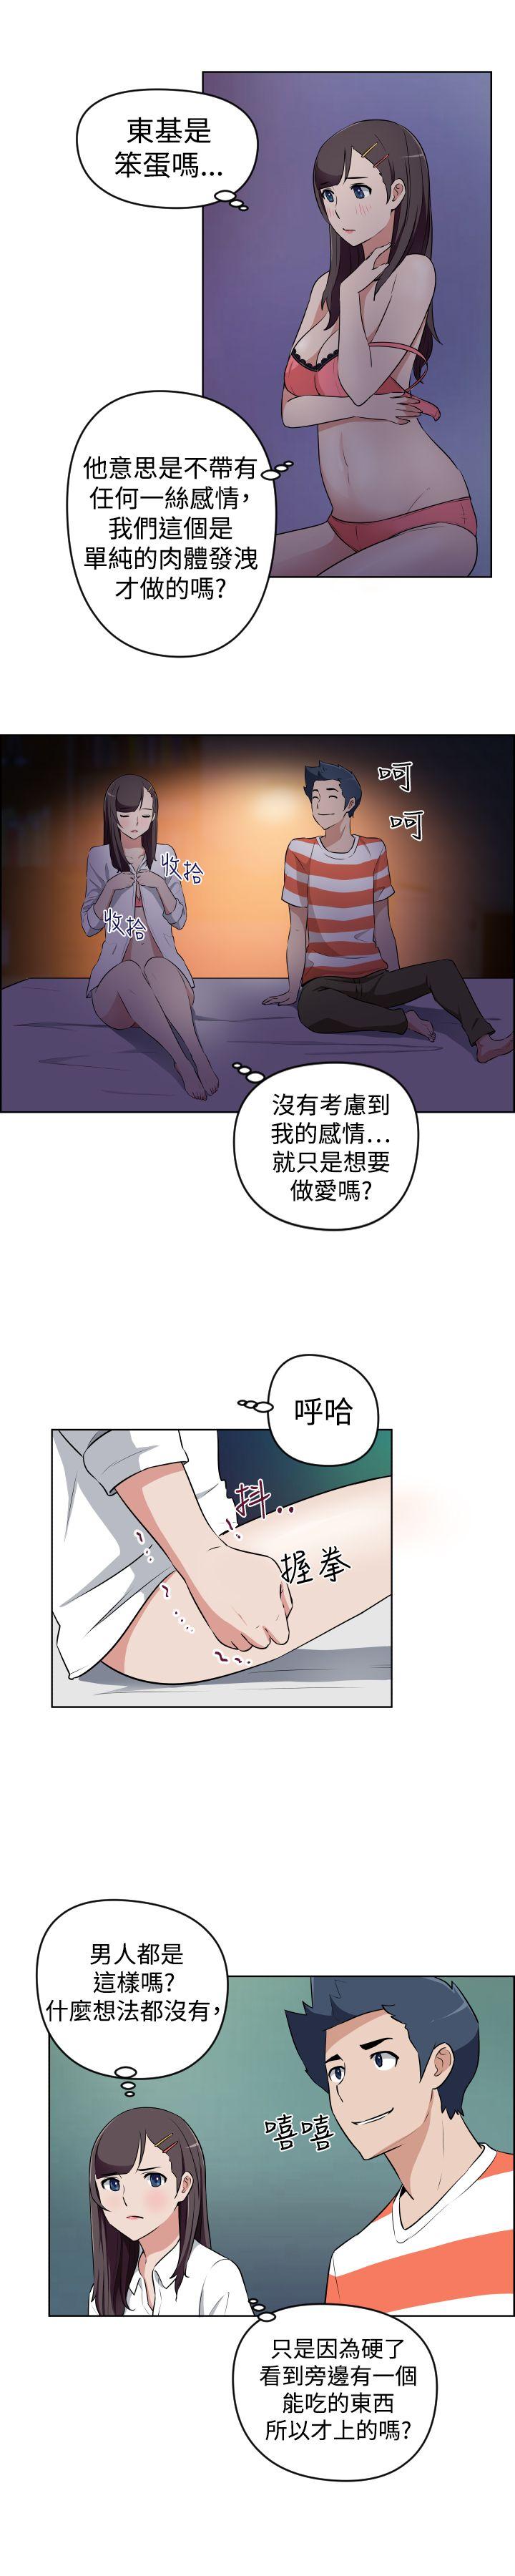 東基是
笨蛋嗎...
他意思是不帶有
任何一絲感情，
我們這個是
單純的肉體發洩
才做的嗎?
呵
呵
收拾
收拾
沒有考慮到
我的感情...
就只是想要
做愛嗎?
呼哈
抖..
握拳
男人都是
這樣嗎?
什麼想法都沒有，
嘻嘻
只是因為硬了
看到旁邊有一個
能吃的東西
所以才上的嗎?